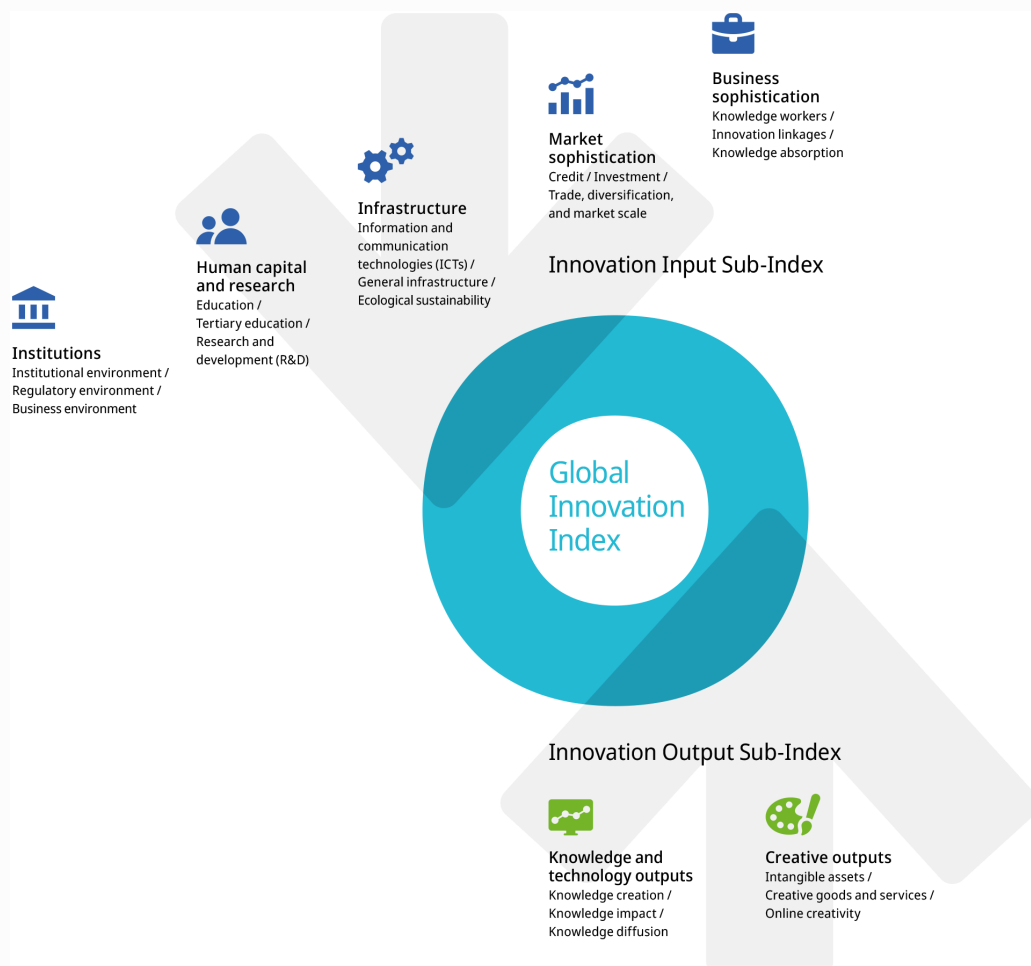 Business
sophistication
Knowledge workers /
Innovation linkages /
Knowledge absorption
Market
sophistication
Credit / Investment /
Trade, diversification,
and market scale
Infrastructure
Information and
communication
technologies (ICTs) /
General infrastructure /
Ecological sustainability
Human capital
and research
Education /
Tertiary education /
Research and
development (R&D)
Institutions
Institutional environment /
Regulatory environment /
Business environment
Innovation Input Sub-Index
Global
Innovation
Index
Innovation Output Sub-Index
Knowledge and
technology outputs
Knowledge creation /
Knowledge impact /
Knowledge diffusion
Creative outputs
Intangible assets /
Creative goods and services /
Online creativity